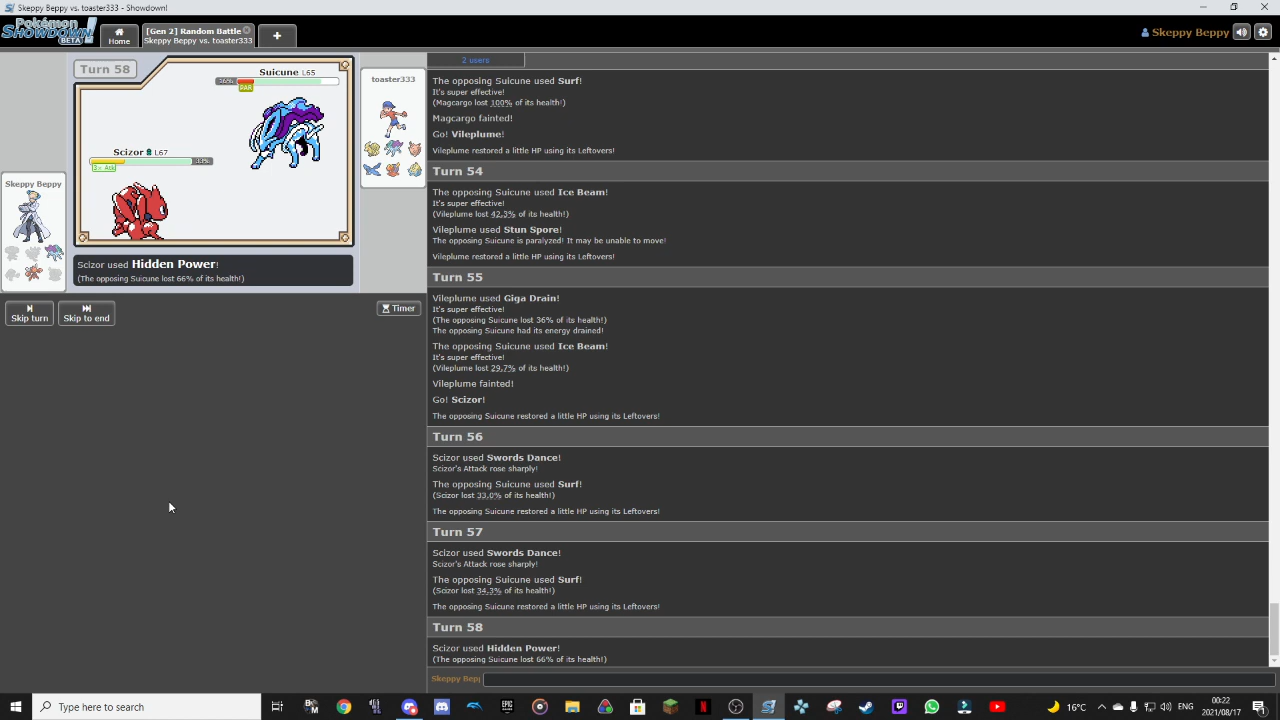 Skeppy Beppy vs. toaster333 - Showdown!
Pokémon
SHOWDOWN!
BETA
Home
[Gen 2] Random Battle
Skeppy Beppy vs. toaster333
Skeppy Beppy
Turn 58
Suicune L65
PAR
Scizor L67
33%
3× Atk
toaster333
Skeppy Beppy
Scizor used Hidden Power!
(The opposing Suicune lost 66% of its health!)
Skip turn
Skip to end
Timer
2 users
The opposing Suicune used Surf!
It's super effective!
(Magcargo lost 100% of its health!)
Magcargo fainted!
Go! Vileplume!
Vileplume restored a little HP using its Leftovers!
Turn 54
The opposing Suicune used Ice Beam!
It's super effective!
(Vileplume lost 42,3% of its health!)
Vileplume used Stun Spore!
The opposing Suicune is paralyzed! It may be unable to move!
Vileplume restored a little HP using its Leftovers!
Turn 55
Vileplume used Giga Drain!
It's super effective!
(The opposing Suicune lost 36% of its health!)
The opposing Suicune had its energy drained!
The opposing Suicune used Ice Beam!
It's super effective!
(Vileplume lost 29,7% of its health!)
Vileplume fainted!
Go! Scizor!
The opposing Suicune restored a little HP using its Leftovers!
Turn 56
Scizor used Swords Dance!
Scizor's Attack rose sharply!
The opposing Suicune used Surf!
(Scizor lost 33,0% of its health!)
The opposing Suicune restored a little HP using its Leftovers!
Turn 57
Scizor used Swords Dance!
Scizor's Attack rose sharply!
The opposing Suicune used Surf!
(Scizor lost 34,3% of its health!)
The opposing Suicune restored a little HP using its Leftovers!
Turn 58
Scizor used Hidden Power!
(The opposing Suicune lost 66% of its health!)
Skeppy Bepp
Type here to search
16°C
ENG
00:22
2021/08/17